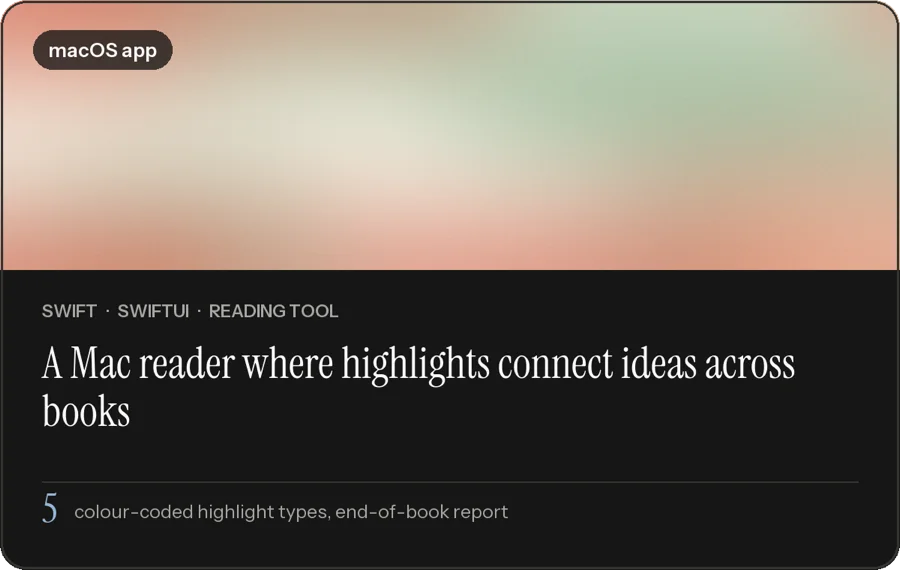 macOS app
SWIFT · SWIFTUI · READING TOOL
A Mac reader where highlights connect ideas across
books
5 colour-coded highlight types, end-of-book report